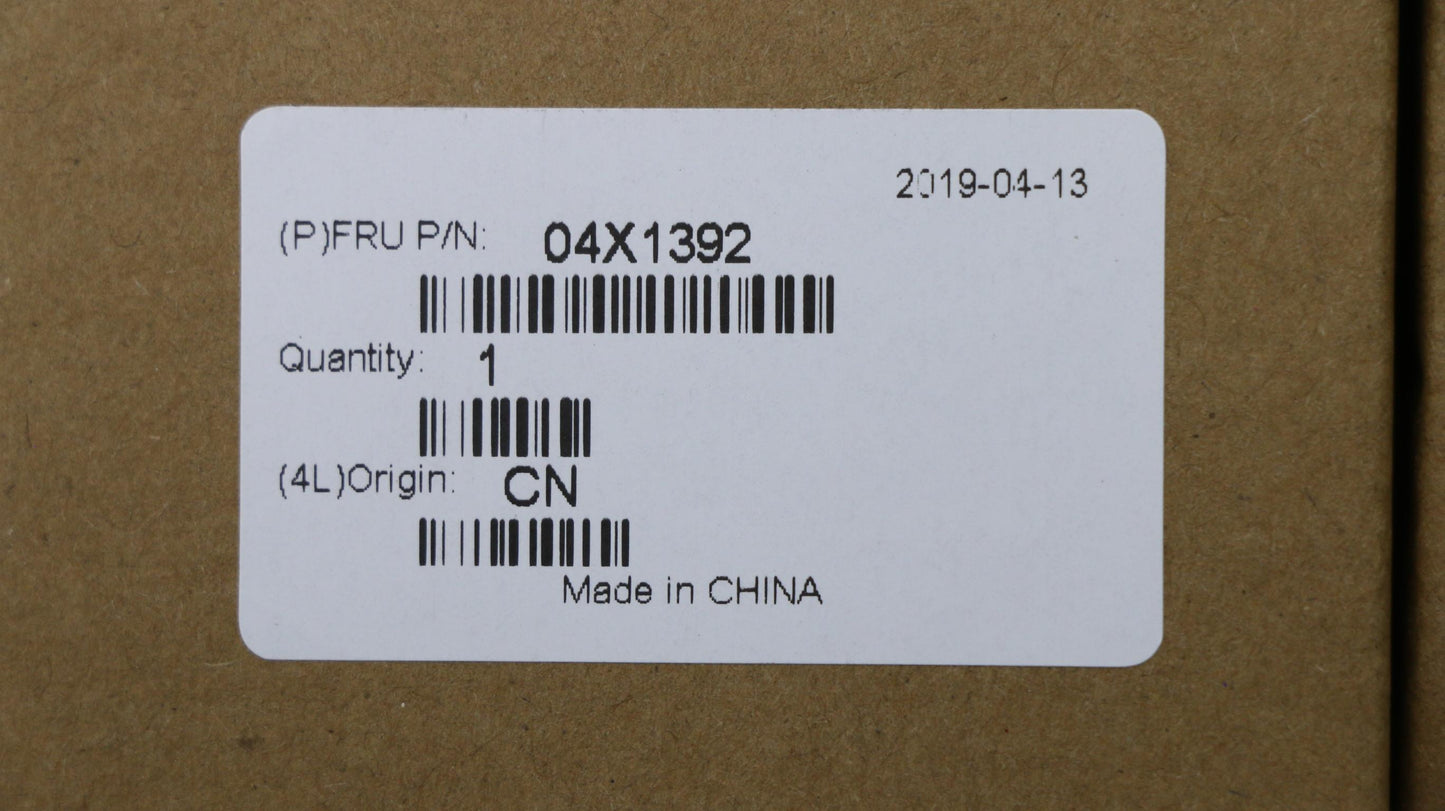 2019-04-13
(P)FRU P/N: 04X1392
Quantity: 1
(4L)Origin: CN
Made in CHINA